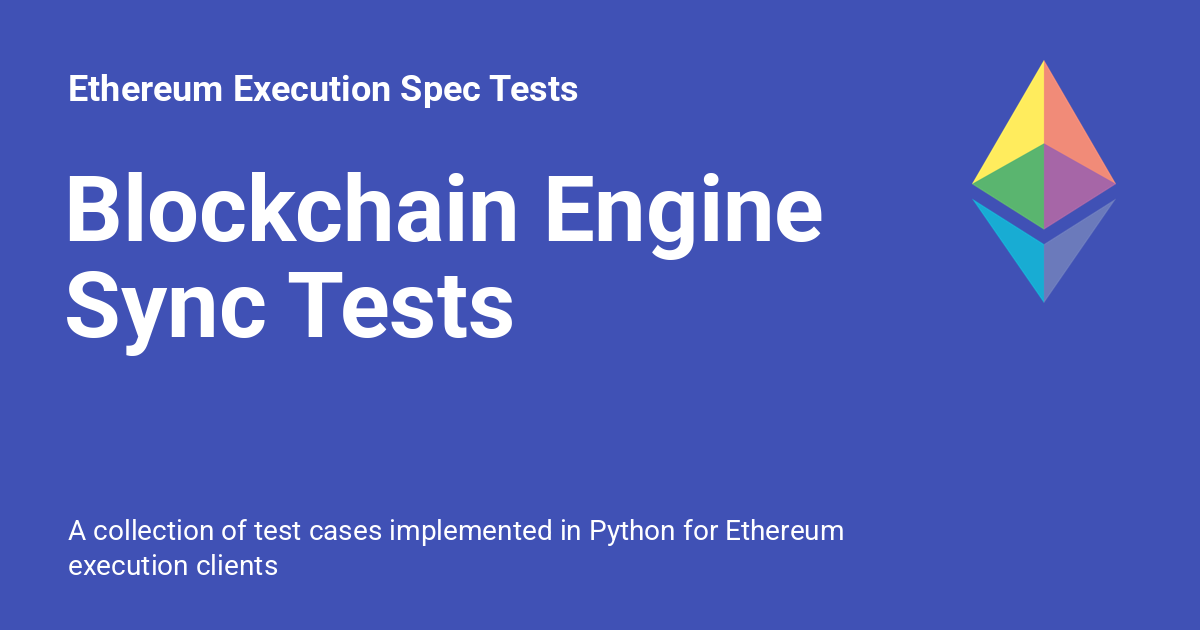 Ethereum Execution Spec Tests
Blockchain Engine
Sync Tests
A collection of test cases implemented in Python for Ethereum
execution clients